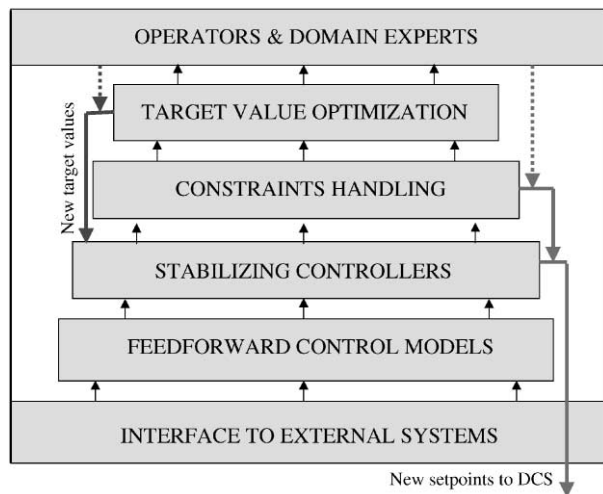 OPERATORS & DOMAIN EXPERTS
TARGET VALUE OPTIMIZATION
New target values
CONSTRAINTS HANDLING
STABILIZING CONTROLLERS
FEEDFORWARD CONTROL MODELS
INTERFACE TO EXTERNAL SYSTEMS
New setpoints to DCS